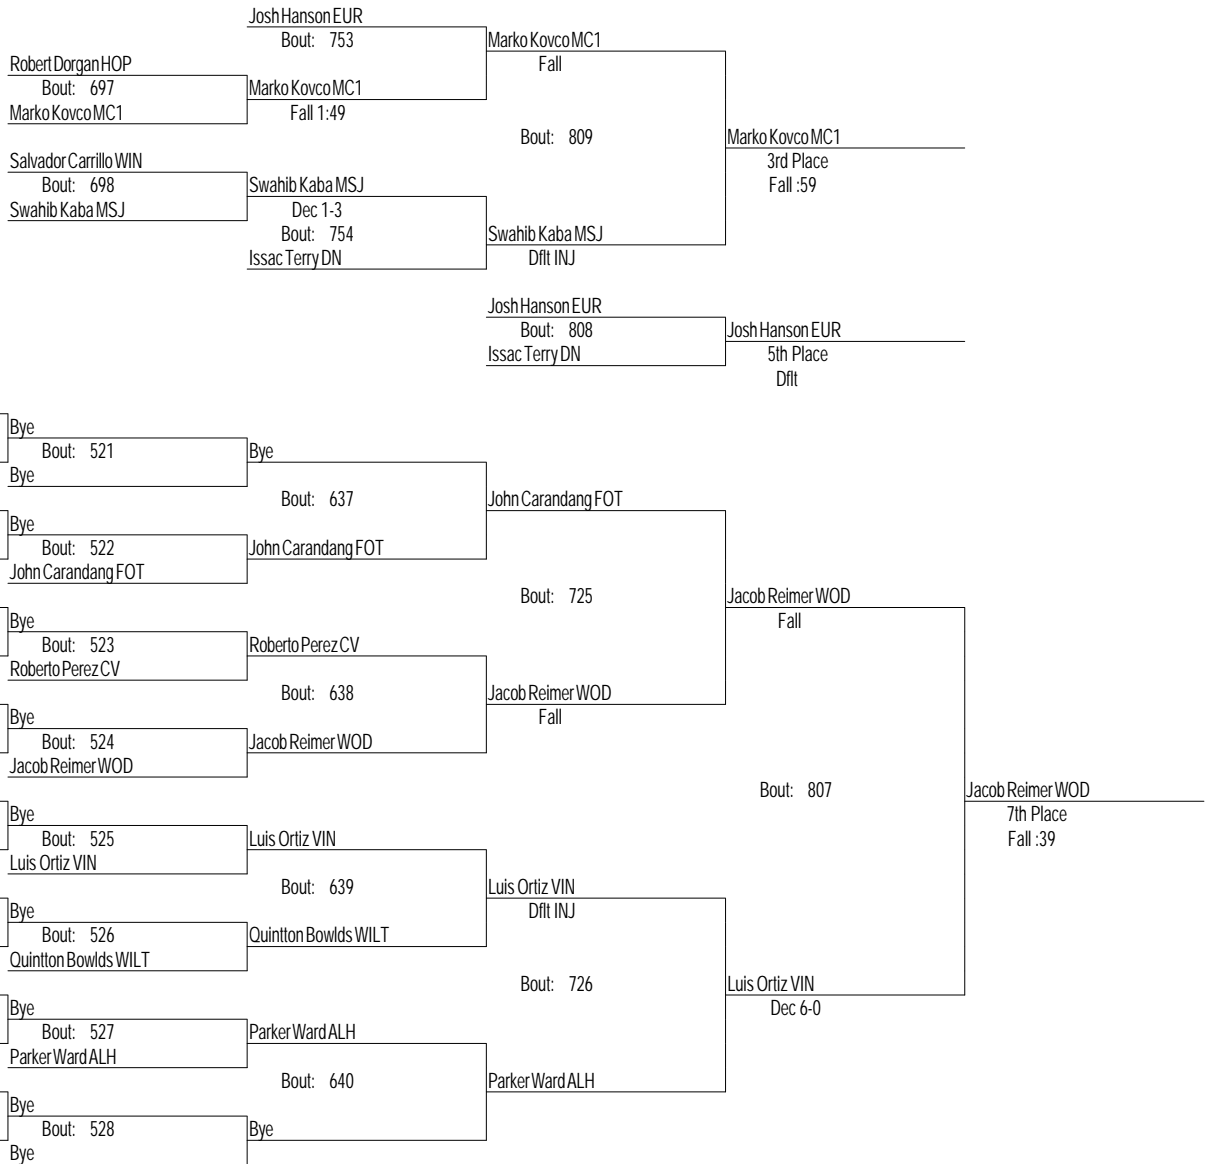 Josh Hanson EUR
Bout: 753
Marko Kovco MC1
Fall
Robert Dorgan HOP
Bout: 697
Marko Kovco MC1
Marko Kovco MC1
Fall 1:49
Bout: 809
Marko Kovco MC1
3rd Place
Fall :59
Salvador Carrillo WIN
Bout: 698
Swahib Kaba MSJ
Swahib Kaba MSJ
Dec 1-3
Bout: 754
Issac Terry DN
Swahib Kaba MSJ
Dflt INJ
Josh Hanson EUR
Bout: 808
Issac Terry DN
Josh Hanson EUR
5th Place
Dflt
Bye
Bout: 521
Bye
Bye
Bout: 637
John Carandang FOT
Bye
Bout: 522
John Carandang FOT
John Carandang FOT
Bout: 725
Jacob Reimer WOD
Fall
Bye
Bout: 523
Roberto Perez CV
Roberto Perez CV
Bout: 638
Jacob Reimer WOD
Fall
Bye
Bout: 524
Jacob Reimer WOD
Jacob Reimer WOD
Bout: 807
Jacob Reimer WOD
7th Place
Fall :39
Bye
Bout: 525
Luis Ortiz VIN
Luis Ortiz VIN
Bout: 639
Luis Ortiz VIN
Dflt INJ
Bye
Bout: 526
Quintton Bowlds WILT
Quintton Bowlds WILT
Bout: 726
Luis Ortiz VIN
Dec 6-0
Bye
Bout: 527
Parker Ward ALH
Parker Ward ALH
Bout: 640
Parker Ward ALH
Bye
Bout: 528
Bye
Bye